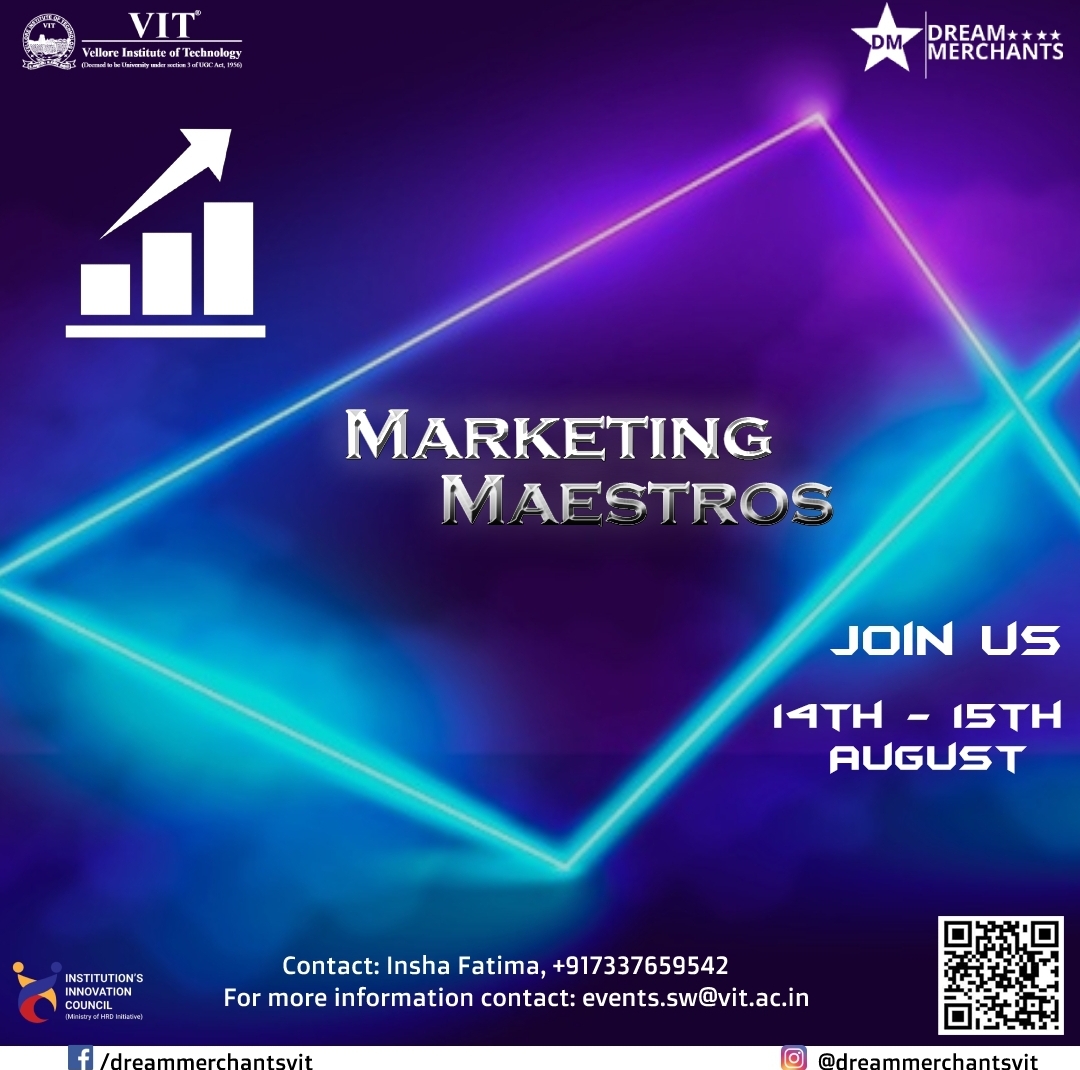 VIT®
Vellore Institute of Technology
(Deemed to be University under section 3 of UGC Act, 1956)
VIT
DM
DREAM★★★★
MERCHANTS
MARKETING
MAESTROS
JOIN US
14TH - 15TH
AUGUST
Contact: Insha Fatima, +917337659542
For more information contact: events.sw@vit.ac.in
INSTITUTION'S
INNOVATION
COUNCIL
(Ministry of HRD Initiative)
/dreammerchantsvit
@dreammerchantsvit